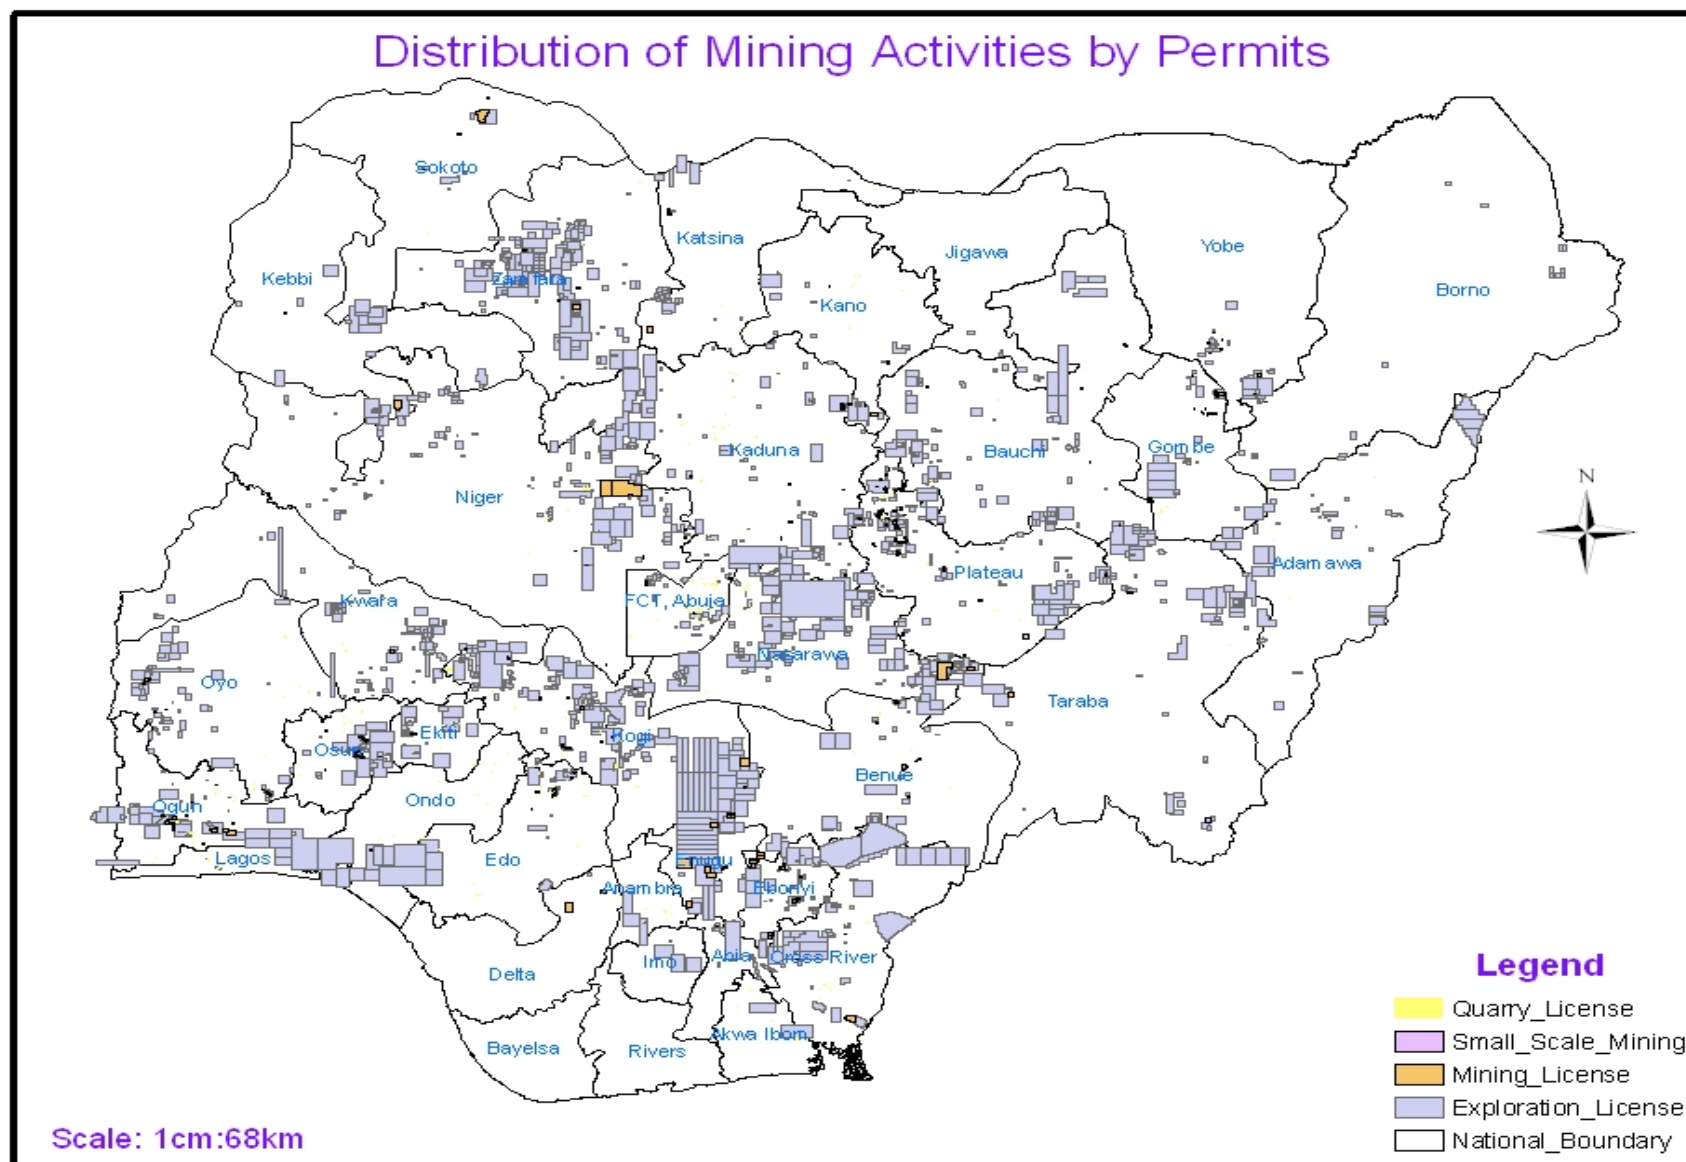 Distribution of Mining Activities by Permits
Sokoto
Katsina
Jigawa
Yobe
Kebbi
Zamfara
Kano
Borno
Kaduna
Bauchi
Gombe
Niger
N
Kwara
FCT, Abuja
Plateau
Adamawa
Oyo
Nasarawa
Taraba
Osun
Ekiti
Kogi
Benue
Ogun
Ondo
Lagos
Edo
Enugu
Anambra
Ebonyi
Delta
Imo
Abia
Cross River
Bayelsa
Rivers
Akwa Ibom
Legend
Quarry_License
Small_Scale_Mining
Mining_License
Exploration_License
National_Boundary
Scale: 1cm:68km